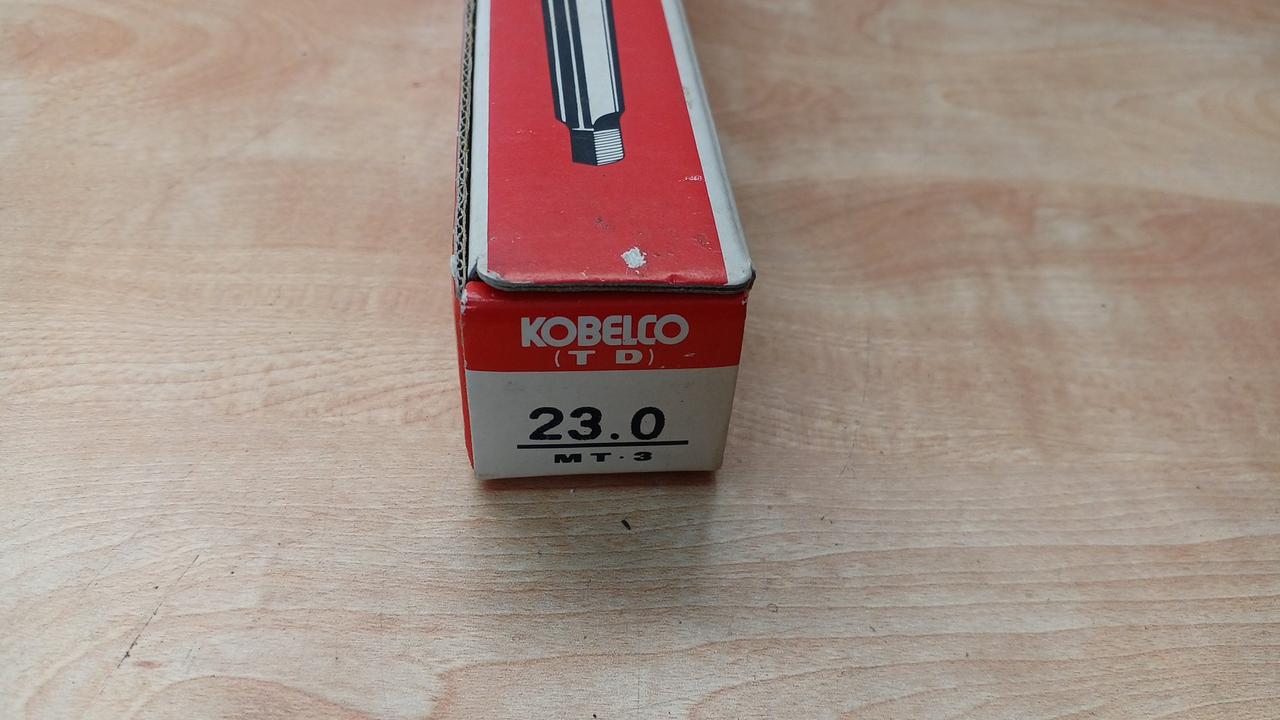 KOBELCO
(T D)
23.0
MT·3